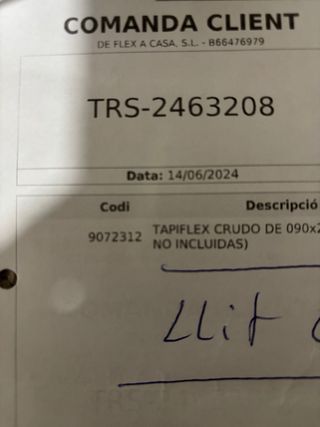 COMANDA CLIENT
DE FLEX A CASA, S.L. - B66476979
TRS-2463208
Data: 14/06/2024
Codi Descripció
9072312 TAPIFLEX CRUDO DE 090x
NO INCLUIDAS)
LLit